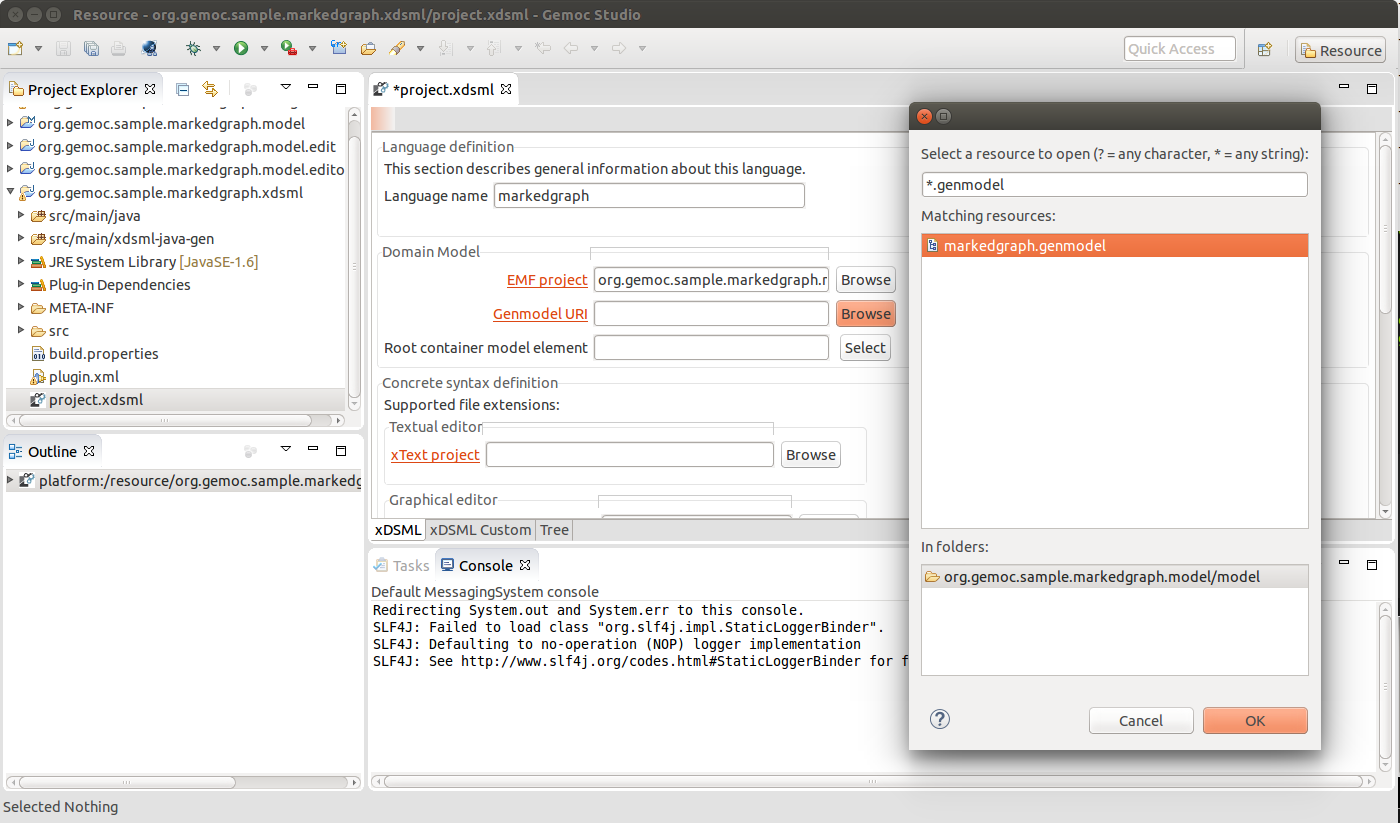 Resource - org.gemoc.sample.markedgraph.xdsml/project.xdsml - Gemoc Studio
Quick Access
Resource
Project Explorer
org.gemoc.sample.markedgraph.model
org.gemoc.sample.markedgraph.model.edit
org.gemoc.sample.markedgraph.model.edito
org.gemoc.sample.markedgraph.xdsml
src/main/java
src/main/xdsml-java-gen
JRE System Library [JavaSE-1.6]
Plug-in Dependencies
META-INF
src
build.properties
plugin.xml
project.xdsml
Outline
platform:/resource/org.gemoc.sample.markedg
*project.xdsml
Language definition
This section describes general information about this language.
Language name markedgraph
Domain Model
EMF project org.gemoc.sample.markedgraph.r Browse
Genmodel URI Browse
Root container model element Select
Concrete syntax definition
Supported file extensions:
Textual editor
xText project Browse
Graphical editor
xDSML xDSML Custom Tree
Tasks Console
Default MessagingSystem console
Redirecting System.out and System.err to this console.
SLF4J: Failed to load class "org.slf4j.impl.StaticLoggerBinder".
SLF4J: Defaulting to no-operation (NOP) logger implementation
SLF4J: See http://www.slf4j.org/codes.html#StaticLoggerBinder for f
Select a resource to open (? = any character, * = any string):
*.genmodel
Matching resources:
markedgraph.genmodel
In folders:
org.gemoc.sample.markedgraph.model/model
Cancel OK
Selected Nothing